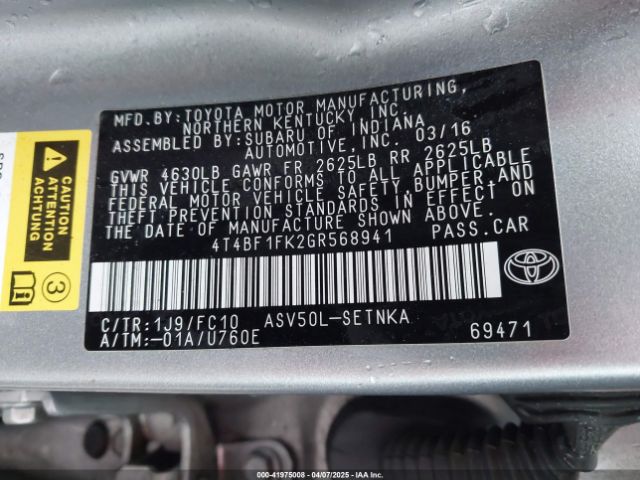 MFD.BY:TOYOTA MOTOR MANUFACTURING,
NORTHERN KENTUCKY, INC.
ASSEMBLED BY:SUBARU OF INDIANA
AUTOMOTIVE, INC. 03/16
GVWR 4630LB GAWR FR 2625LB RR 2625LB
THIS VEHICLE CONFORMS TO ALL APPLICABLE
FEDERAL MOTOR VEHICLE SAFETY, BUMPER,AND
THEFT PREVENTION STANDARDS IN EFFECT ON
THE DATE OF MANUFACTURE SHOWN ABOVE.
4T4BF1FK2GR568941 PASS.CAR
C/TR:1J9/FC10 ASV50L-SETNKA
A/TM:-01A/U760E 69471
CAUTION
ATTENTION
ACHTUNG
3
000-41975008 - 04/07/2025 - IAA Inc.